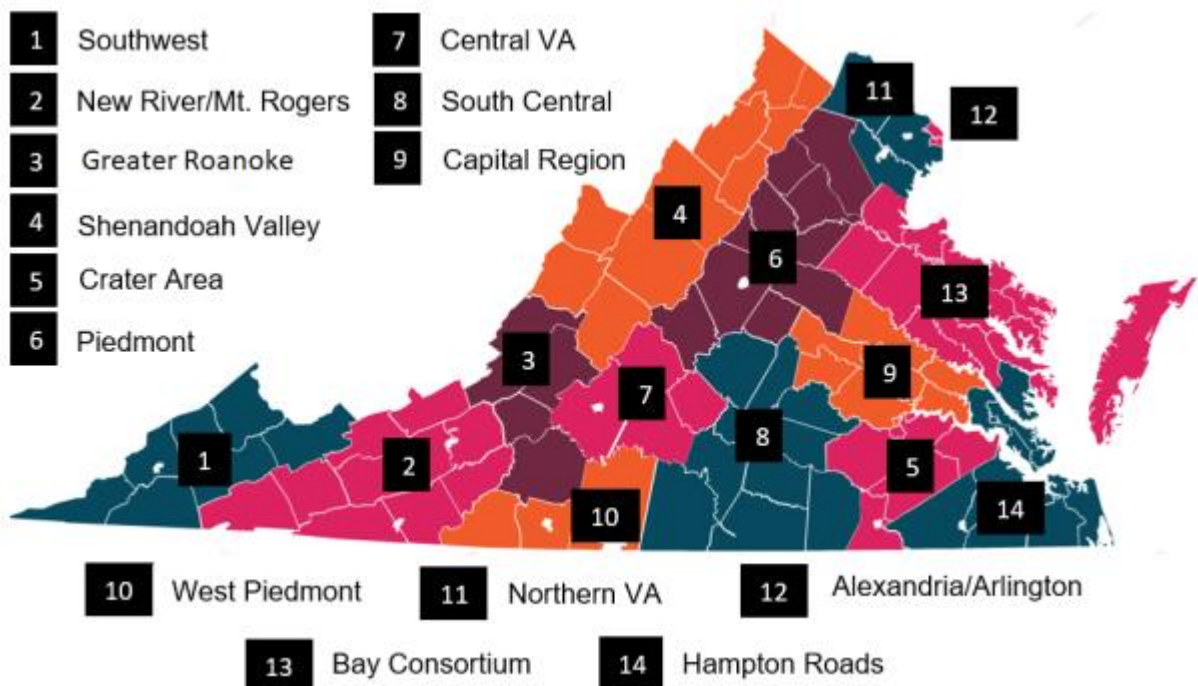 1 Southwest
2 New River/Mt. Rogers
3 Greater Roanoke
4 Shenandoah Valley
5 Crater Area
6 Piedmont
7 Central VA
8 South Central
9 Capital Region
11
12
4
6
13
3
9
7
8
1
2
5
10
14
10 West Piedmont
11 Northern VA
12 Alexandria/Arlington
13 Bay Consortium
14 Hampton Roads